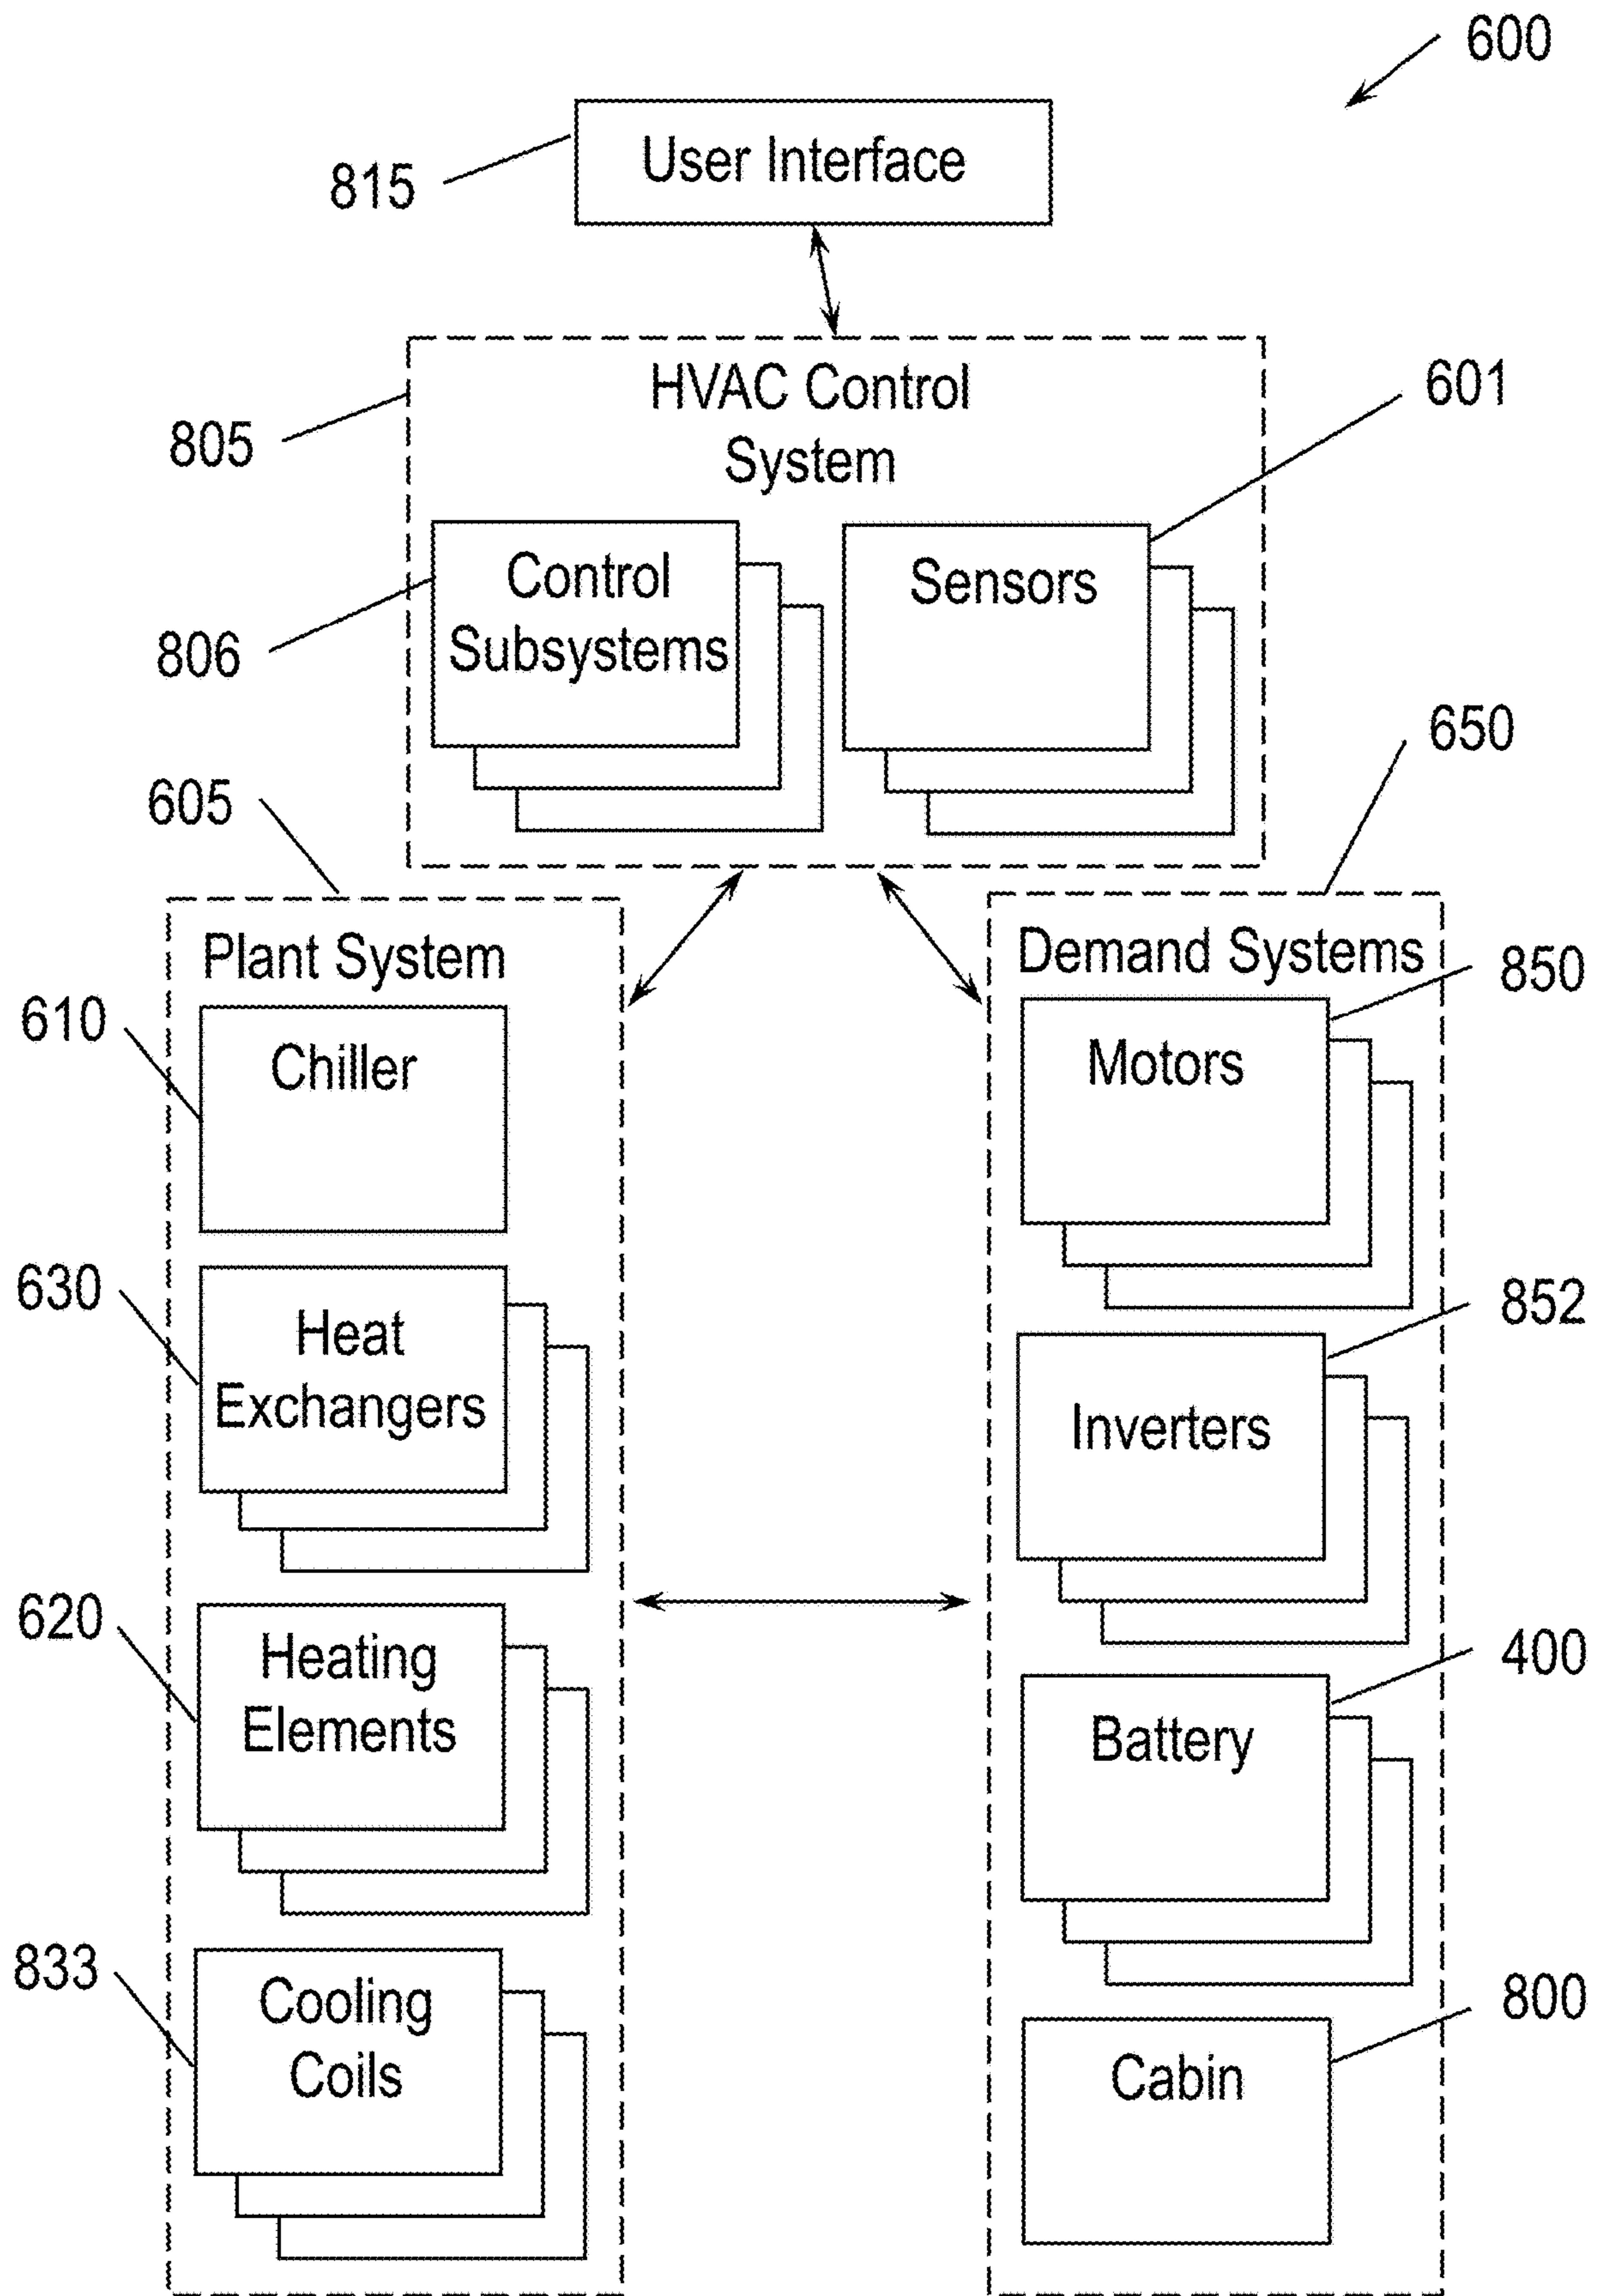 600
815
User Interface
HVAC Control
System
805
601
Control
Subsystems
Sensors
806
650
605
Plant System
Demand Systems
850
610
Chiller
Motors
630
852
Heat
Exchangers
Inverters
620
400
Heating
Elements
Battery
833
800
Cooling
Coils
Cabin